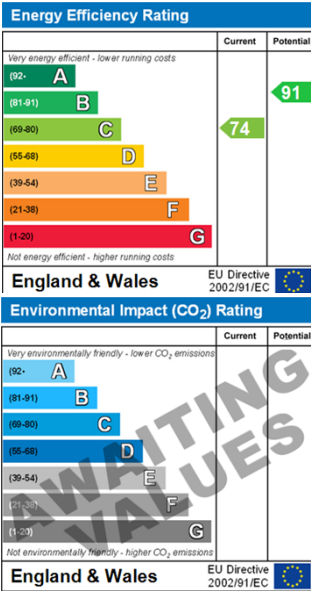 Energy Efficiency Rating
Current Potential
Very energy efficient - lower running costs
(92- A
(81-91) B
91
(69-80) C
74
(55-68) D
(39-54) E
(21-38) F
(1-20) G
Not energy efficient - higher running costs
England & Wales
EU Directive
2002/91/EC
Environmental Impact (CO2) Rating
Current Potential
Very environmentally friendly - lower CO2 emissions
(92- A
(81-91) B
(69-80) C
(55-68) D
(39-54) E
(21-38) F
(1-20) G
AWAITING
VALUES
Not environmentally friendly - higher CO2 emissions
England & Wales
EU Directive
2002/91/EC